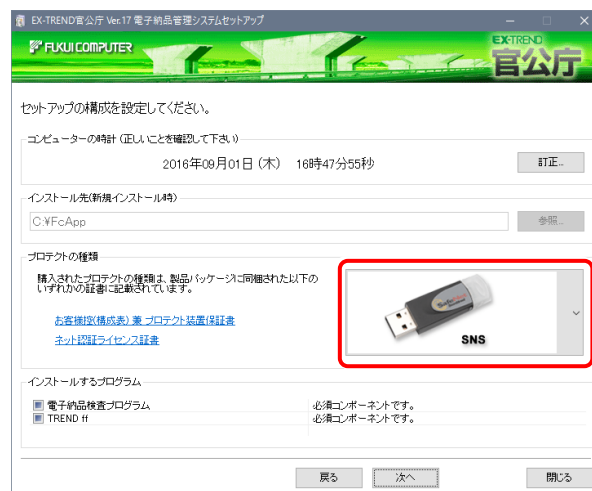 EX-TREND官公庁 Ver.17 電子納品管理システムセットアップ
FUKUI COMPUTER
EX-TREND
官公庁
セットアップの構成を設定してください。
コンピューターの時計 (正しいことを確認して下さい)
2016年09月01日 (木) 16時47分55秒
訂正...
インストール先(新規インストール時)
C:¥FcApp
参照...
プロテクトの種類
購入されたプロテクトの種類は、製品パッケージに同梱された以下の
いずれかの証書に記載されています。
お客様控(構成表) 兼 プロテクト装置保証書
ネット認証ライセンス証書
SNS
インストールするプログラム
電子納品検査プログラム 必須コンポーネントです。
TREND ff 必須コンポーネントです。
戻る 次へ 閉じる